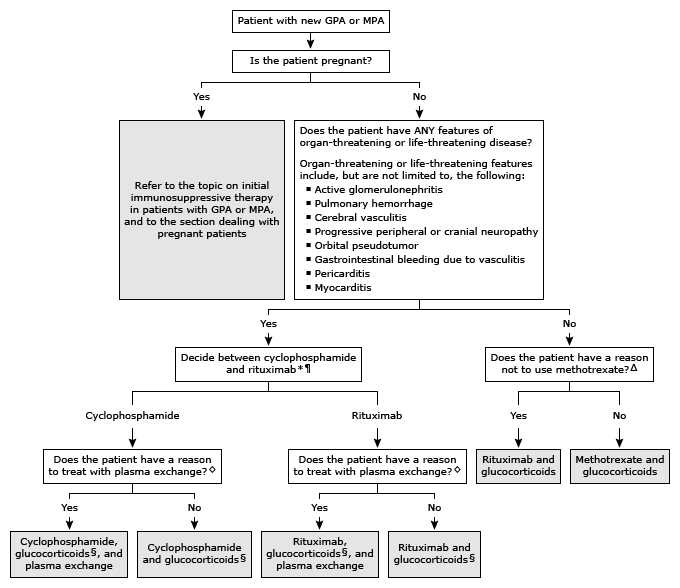 Patient with new GPA or MPA
Is the patient pregnant?
Yes
No
Refer to the topic on initial
immunosuppressive therapy
in patients with GPA or MPA,
and to the section dealing with
pregnant patients
Does the patient have ANY features of
organ-threatening or life-threatening disease?
Organ-threatening or life-threatening features
include, but are not limited to, the following:
▪ Active glomerulonephritis
▪ Pulmonary hemorrhage
▪ Cerebral vasculitis
▪ Progressive peripheral or cranial neuropathy
▪ Orbital pseudotumor
▪ Gastrointestinal bleeding due to vasculitis
▪ Pericarditis
▪ Myocarditis
Yes
No
Decide between cyclophosphamide
and rituximab*¶
Does the patient have a reason
not to use methotrexate?Δ
Cyclophosphamide
Rituximab
Yes
No
Does the patient have a reason
to treat with plasma exchange?◇
Does the patient have a reason
to treat with plasma exchange?◇
Rituximab and
glucocorticoids
Methotrexate and
glucocorticoids
Yes
No
Yes
No
Cyclophosphamide,
glucocorticoids§, and
plasma exchange
Cyclophosphamide
and glucocorticoids§
Rituximab,
glucocorticoids§, and
plasma exchange
Rituximab and
glucocorticoids§